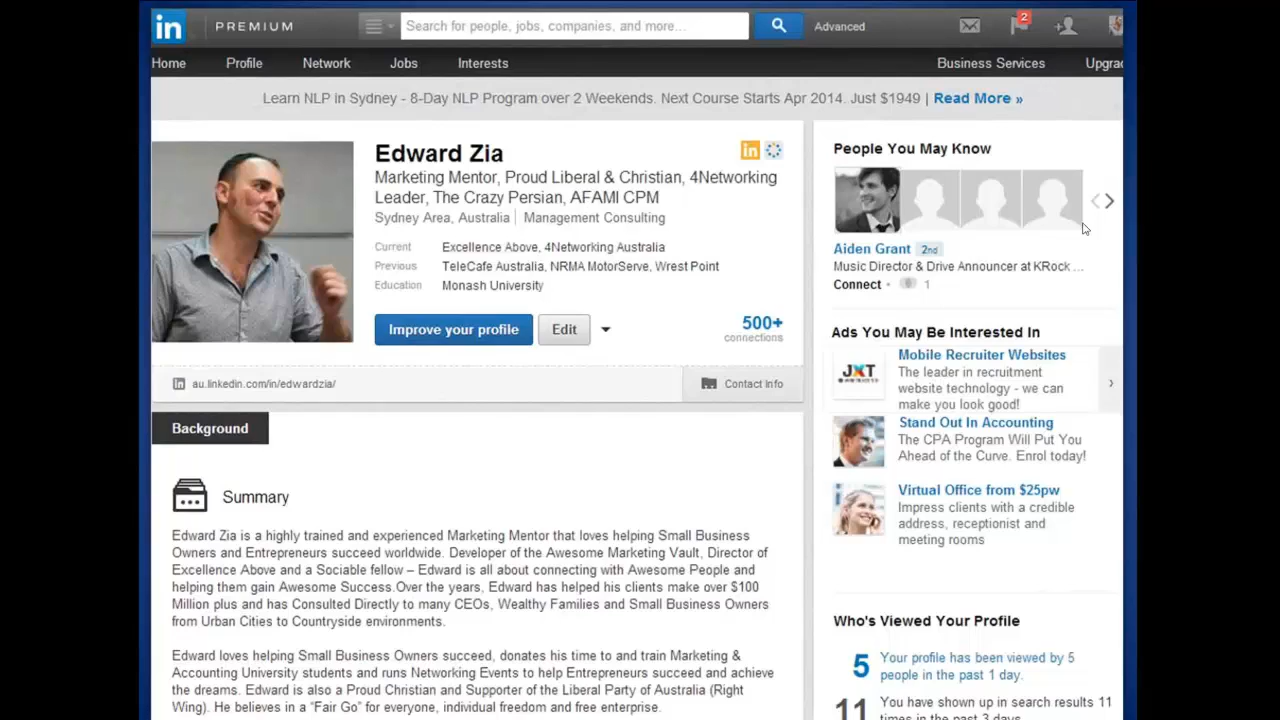 in PREMIUM Search for people, jobs, companies, and more... Advanced 2
Home Profile Network Jobs Interests Business Services Upgrad
Learn NLP in Sydney - 8-Day NLP Program over 2 Weekends. Next Course Starts Apr 2014. Just $1949 | Read More »
Edward Zia
in
Marketing Mentor, Proud Liberal & Christian, 4Networking
Leader, The Crazy Persian, AFAMI CPM
Sydney Area, Australia | Management Consulting
Current Excellence Above, 4Networking Australia
Previous TeleCafe Australia, NRMA MotorServe, Wrest Point
Education Monash University
Improve your profile Edit
500+
connections
in au.linkedin.com/in/edwardzia/ Contact Info
Background
Summary
Edward Zia is a highly trained and experienced Marketing Mentor that loves helping Small Business
Owners and Entrepreneurs succeed worldwide. Developer of the Awesome Marketing Vault, Director of
Excellence Above and a Sociable fellow – Edward is all about connecting with Awesome People and
helping them gain Awesome Success.Over the years, Edward has helped his clients make over $100
Million plus and has Consulted Directly to many CEOs, Wealthy Families and Small Business Owners
from Urban Cities to Countryside environments.
Edward loves helping Small Business Owners succeed, donates his time to and train Marketing &
Accounting University students and runs Networking Events to help Entrepreneurs succeed and achieve
the dreams. Edward is also a Proud Christian and Supporter of the Liberal Party of Australia (Right
Wing). He believes in a “Fair Go” for everyone, individual freedom and free enterprise.
People You May Know
Aiden Grant 2nd
Music Director & Drive Announcer at KRock ...
Connect • 1
Ads You May Be Interested In
JXT
Mobile Recruiter Websites
The leader in recruitment
website technology - we can
make you look good!
Stand Out In Accounting
The CPA Program Will Put You
Ahead of the Curve. Enrol today!
Virtual Office from $25pw
Impress clients with a credible
address, receptionist and
meeting rooms
Who's Viewed Your Profile
5 Your profile has been viewed by 5
people in the past 1 day.
11 You have shown up in search results 11
times in the past 3 days